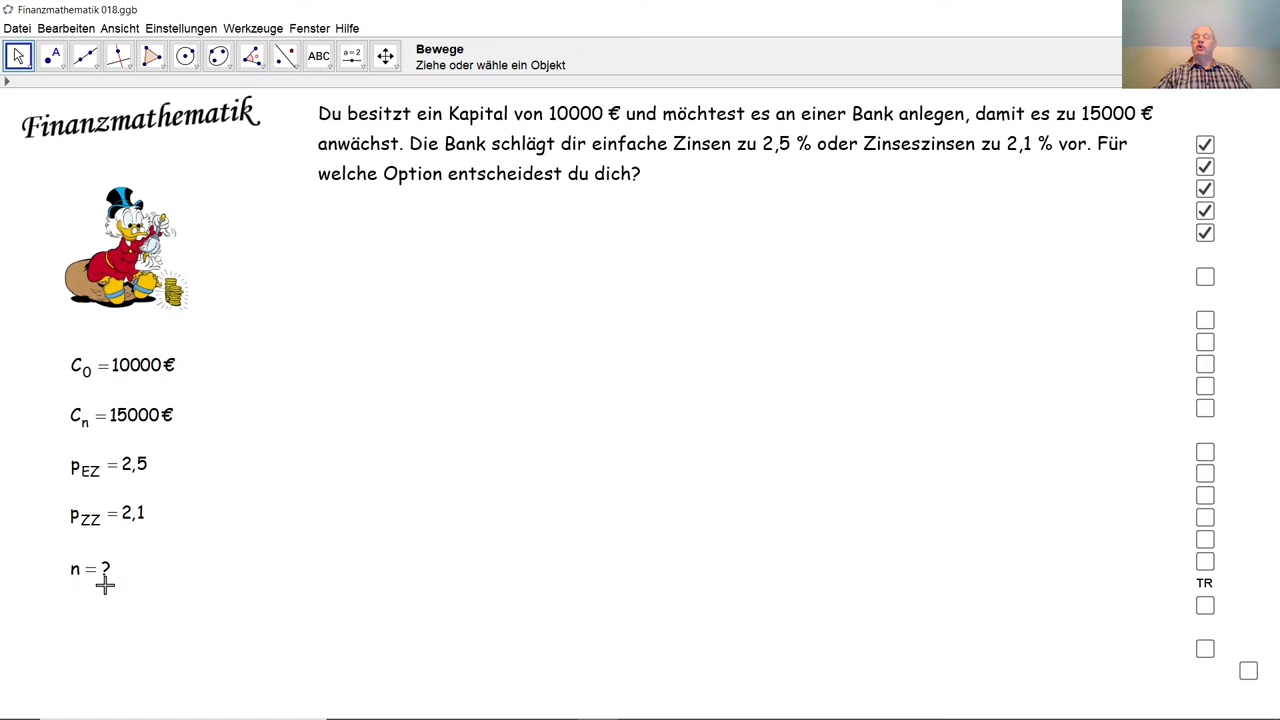 Finanzmathematik 018.ggb
Datei Bearbeiten Ansicht Einstellungen Werkzeuge Fenster Hilfe
A ABC a=2 Bewege
Ziehe oder wähle ein Objekt
Finanzmathematik
Du besitzt ein Kapital von 10000 € und möchtest es an einer Bank anlegen, damit es zu 15000 €
anwächst. Die Bank schlägt dir einfache Zinsen zu 2,5 % oder Zinseszinsen zu 2,1 % vor. Für
welche Option entscheidest du dich?
C0 = 10000 €
Cn = 15000 €
pEZ = 2,5
pZZ = 2,1
n = ?
TR